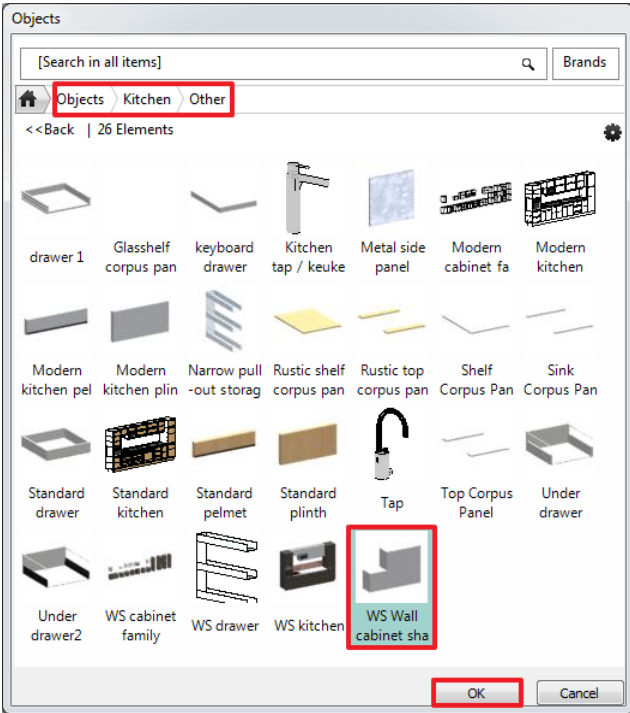 Objects
[Search in all items]
Brands
Objects Kitchen Other
<<Back | 26 Elements
drawer 1
Glasshelf
corpus pan
keyboard
drawer
Kitchen
tap / keuke
Metal side
panel
Modern
cabinet fa
Modern
kitchen
Modern
kitchen pel
Modern
kitchen plin
Narrow pull
-out storag
Rustic shelf
corpus pan
Rustic top
corpus pan
Shelf
Corpus Pan
Sink
Corpus Pan
Standard
drawer
Standard
kitchen
Standard
pelmet
Standard
plinth
Tap
Top Corpus
Panel
Under
drawer
Under
drawer2
WS cabinet
family
WS drawer
WS kitchen
WS Wall
cabinet sha
OK
Cancel